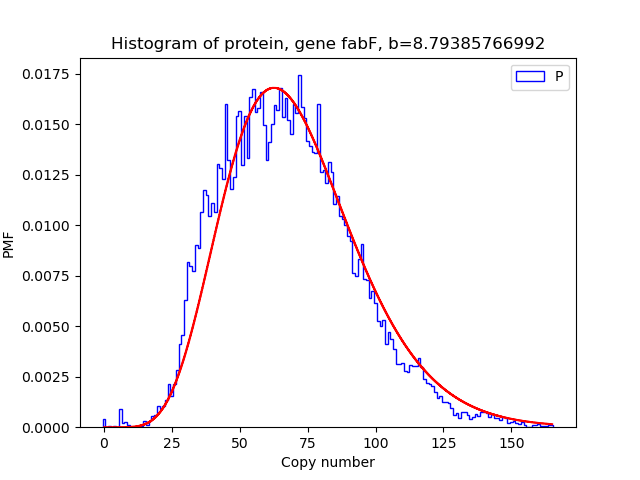 Histogram of protein, gene fabF, b=8.79385766992
P
0.0175
0.0150
0.0125
0.0100
0.0075
0.0050
0.0025
0.0000
PMF
0 25 50 75 100 125 150
Copy number